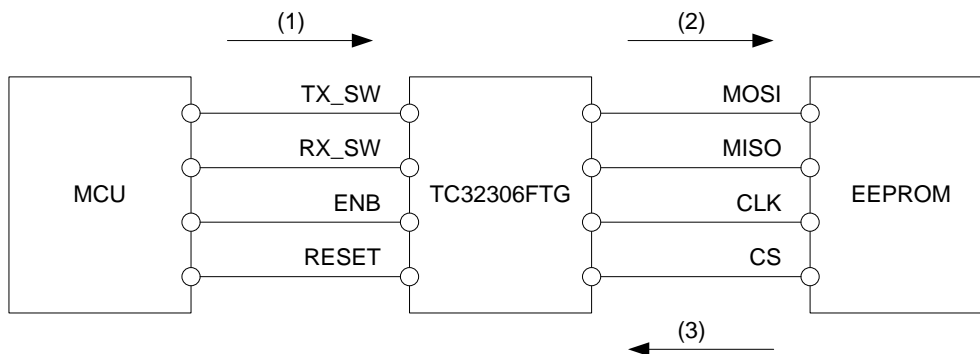 (1)
(2)
TX_SW
MOSI
RX_SW
MISO
MCU
TC32306FTG
EEPROM
ENB
CLK
RESET
CS
(3)